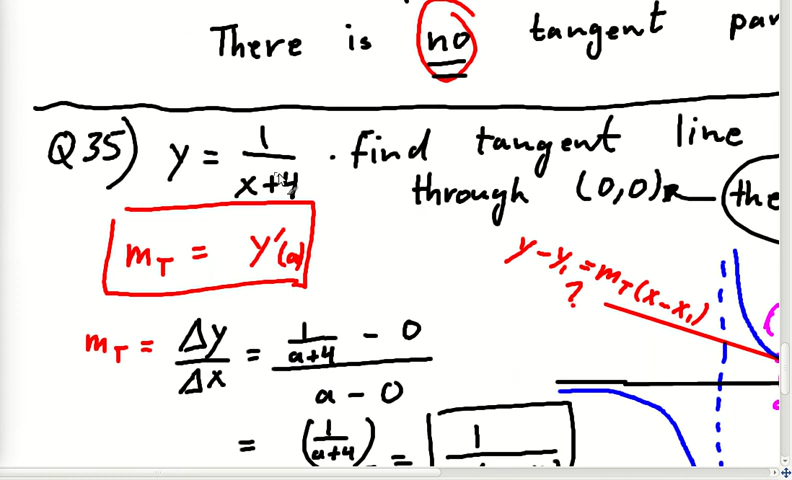 There is no tangent par
Q35) y = 1/(x+4) . find tangent line
through (0,0) the
m_T = y'(a)
y - y₁ = m_T(x - x₁)
?
m_T = Δy/Δx = (1/(a+4) - 0)/(a - 0)
= (1/(a+4)) = 1